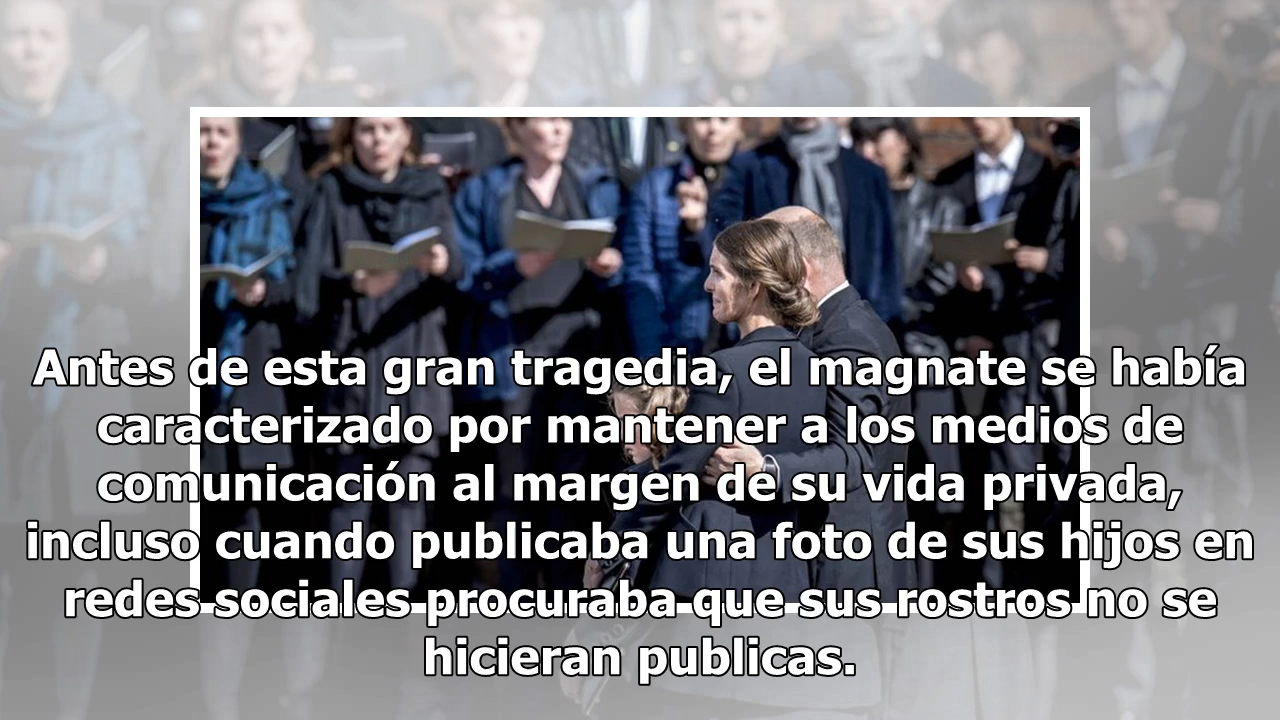 Antes de esta gran tragedia, el magnate se había
caracterizado por mantener a los medios de
comunicación al margen de su vida privada,
incluso cuando publicaba una foto de sus hijos en
redes sociales procuraba que sus rostros no se
hicieran publicas.